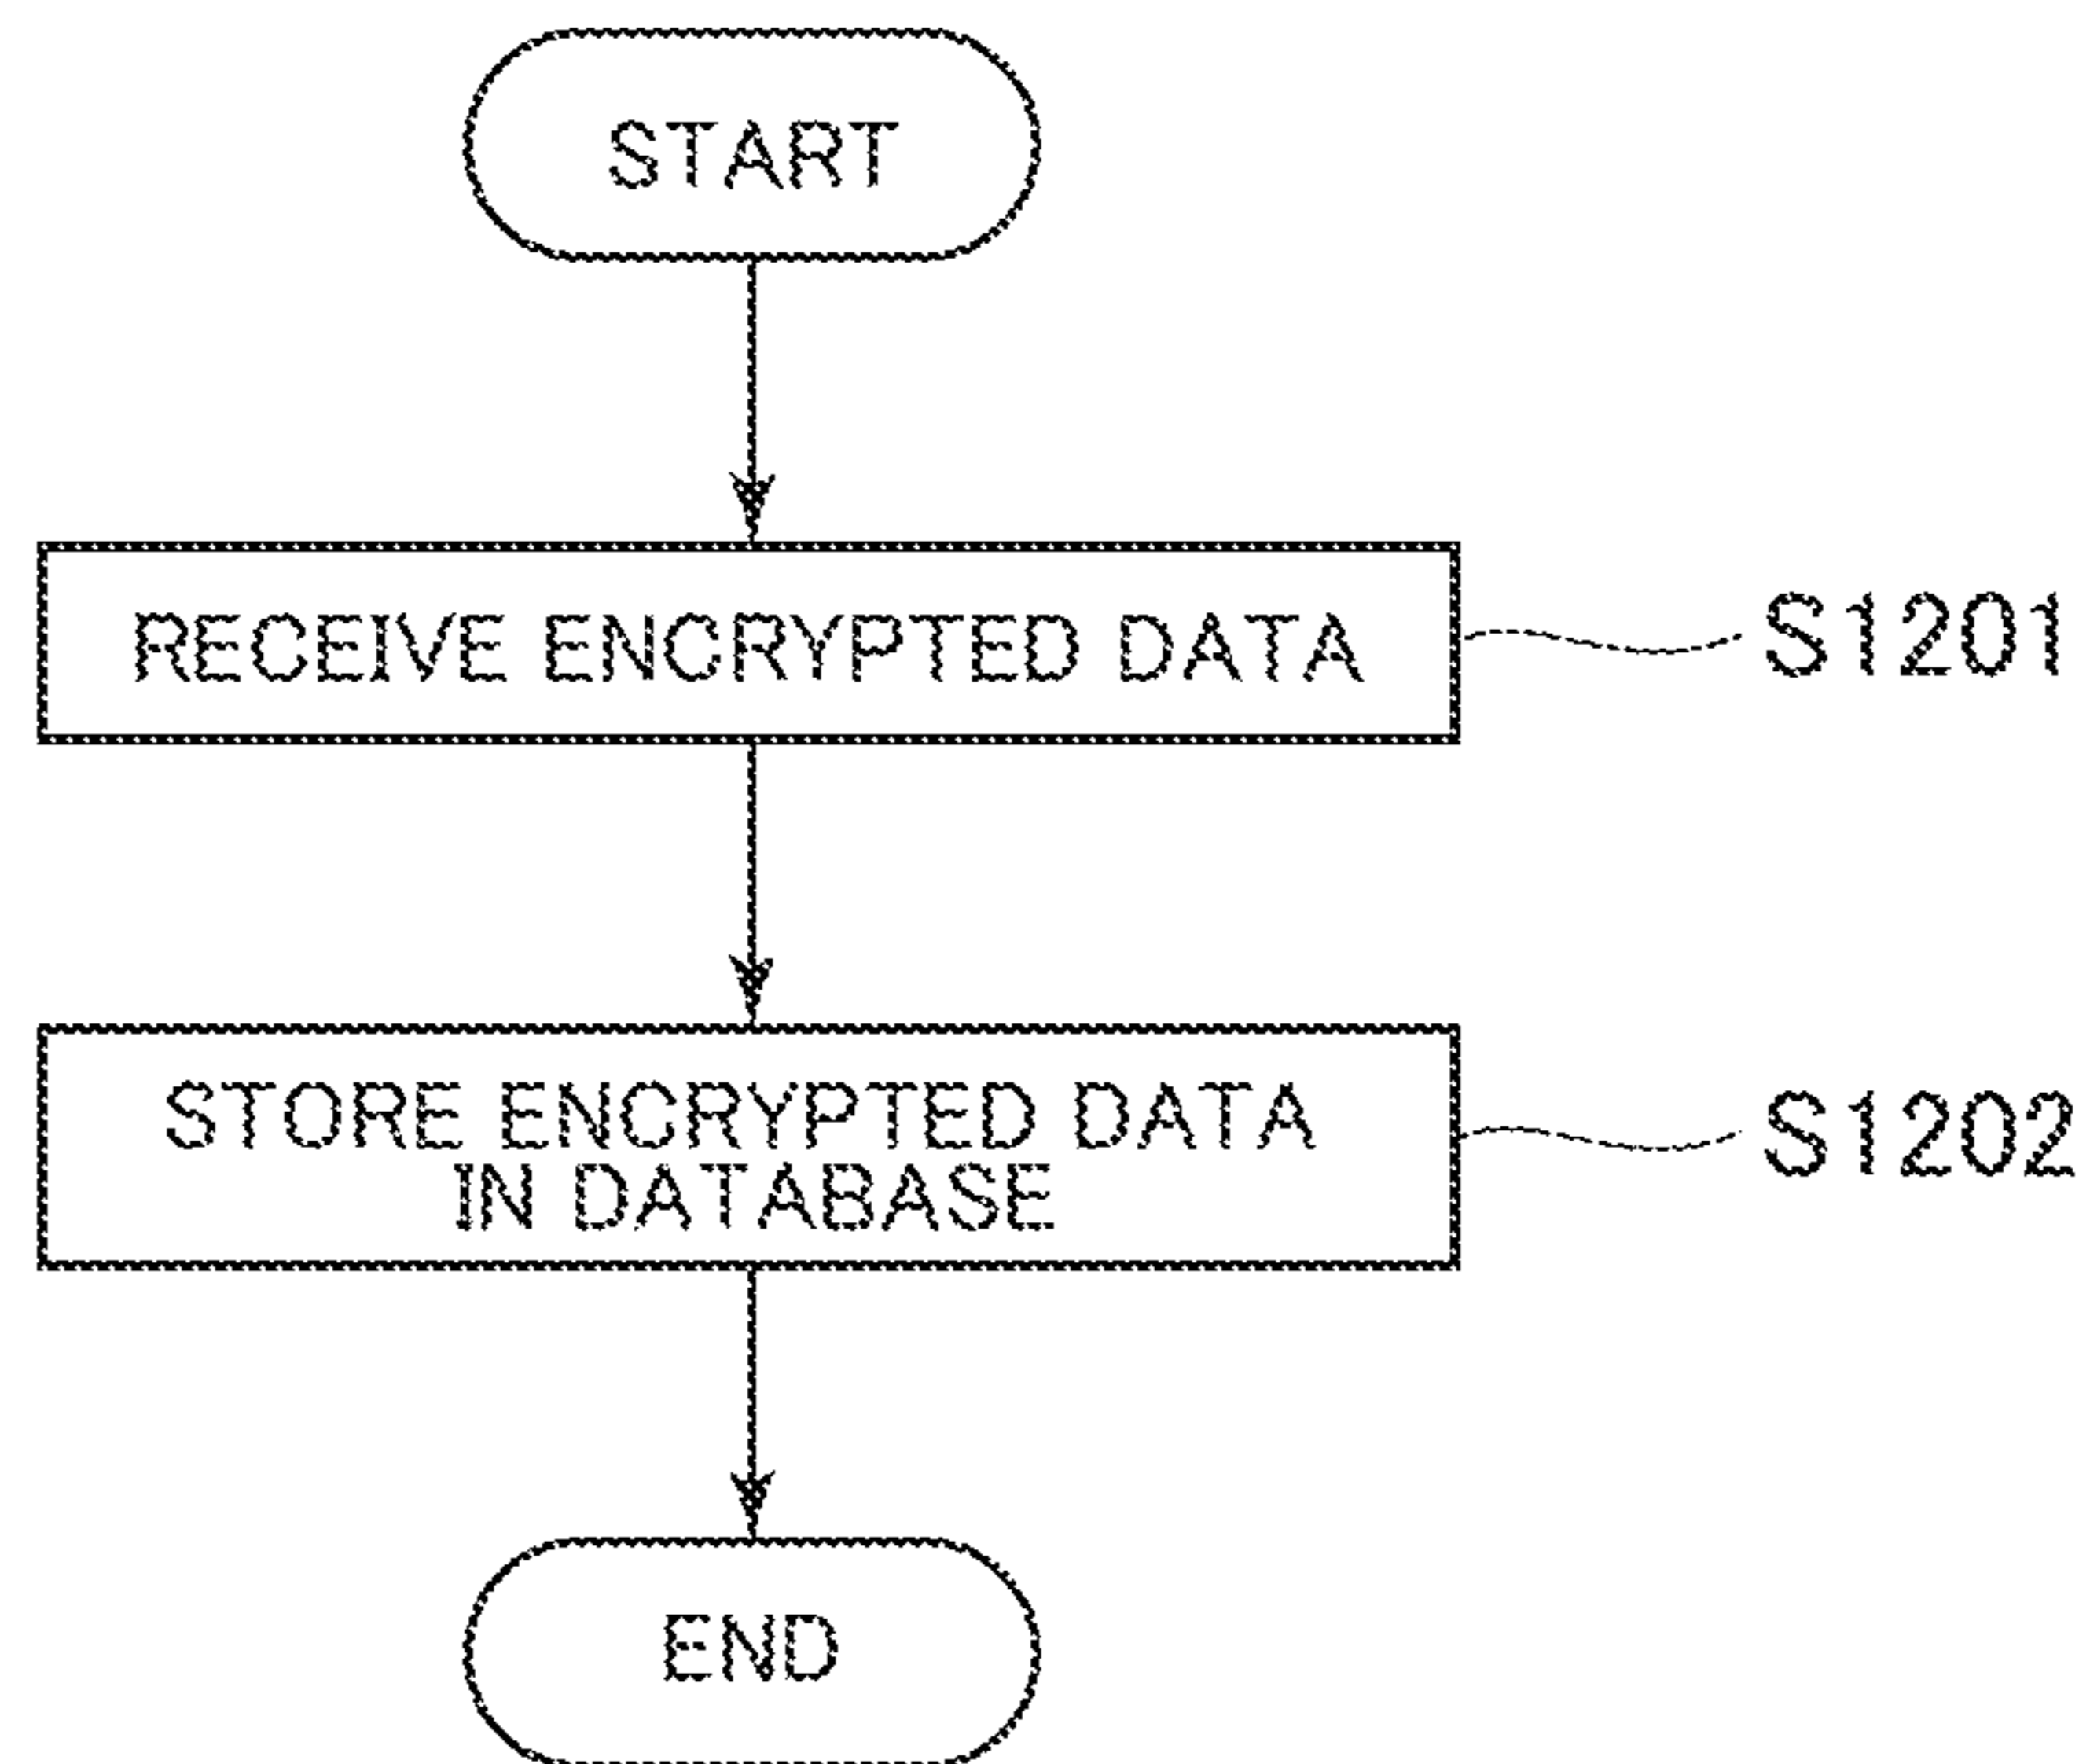 START
RECEIVE ENCRYPTED DATA
S1201
STORE ENCRYPTED DATA
IN DATABASE
S1202
END